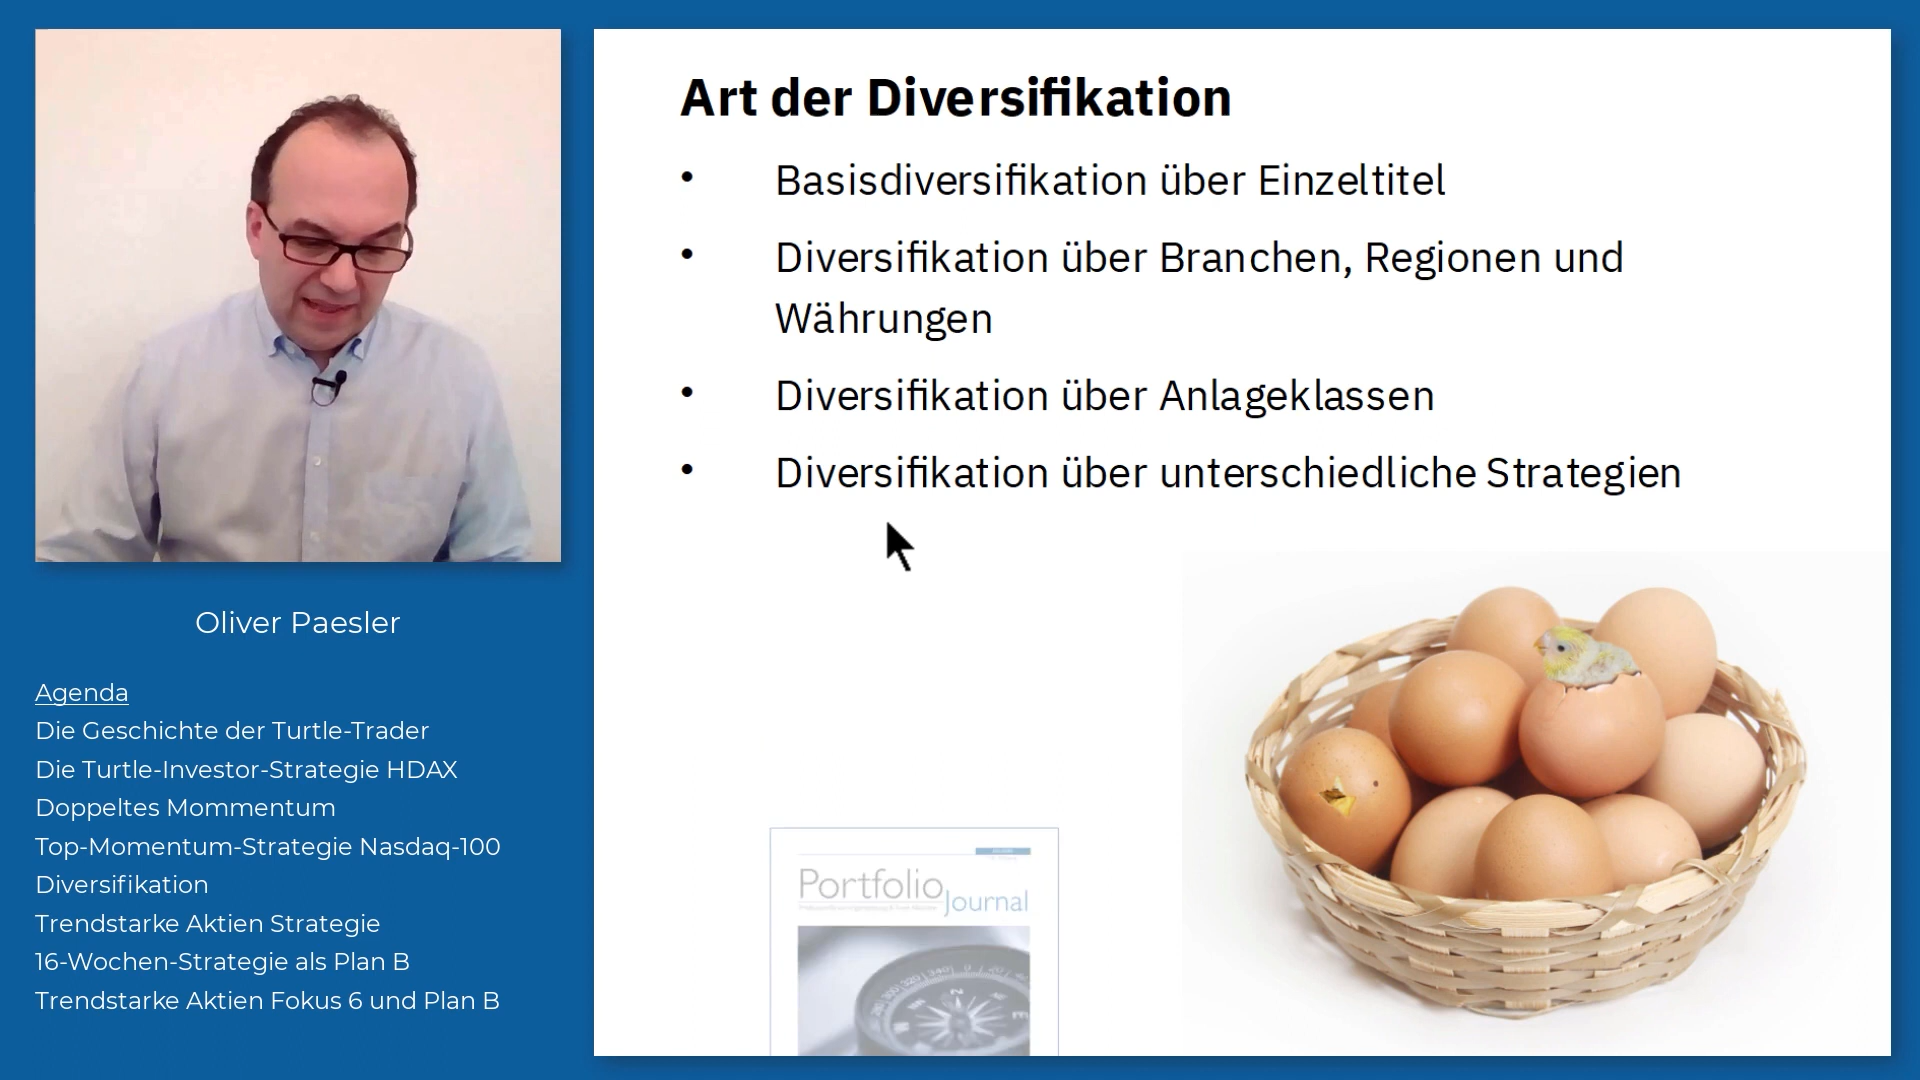 Oliver Paesler
Agenda
Die Geschichte der Turtle-Trader
Die Turtle-Investor-Strategie HDAX
Doppeltes Mommentum
Top-Momentum-Strategie Nasdaq-100
Diversifikation
Trendstarke Aktien Strategie
16-Wochen-Strategie als Plan B
Trendstarke Aktien Fokus 6 und Plan B
Art der Diversifikation
• Basisdiversifikation über Einzeltitel
• Diversifikation über Branchen, Regionen und
Währungen
• Diversifikation über Anlageklassen
• Diversifikation über unterschiedliche Strategien
Portfolio
Journal